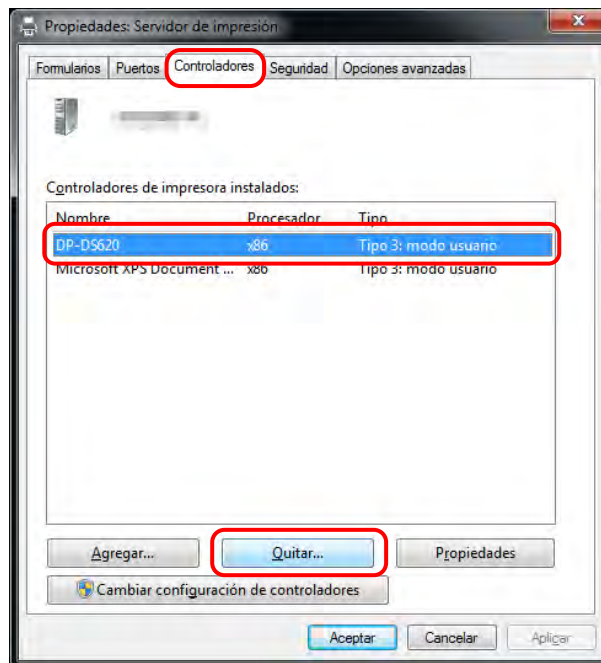 Propiedades: Servidor de impresión
Formularios Puertos Controladores Seguridad Opciones avanzadas
Controladores de impresora instalados:
Nombre Procesador Tipo
DP-DS620 x86 Tipo 3: modo usuario
Microsoft XPS Document ... x86 Tipo 3: modo usuario
Agregar... Quitar... Propiedades
Cambiar configuración de controladores
Aceptar Cancelar Aplicar